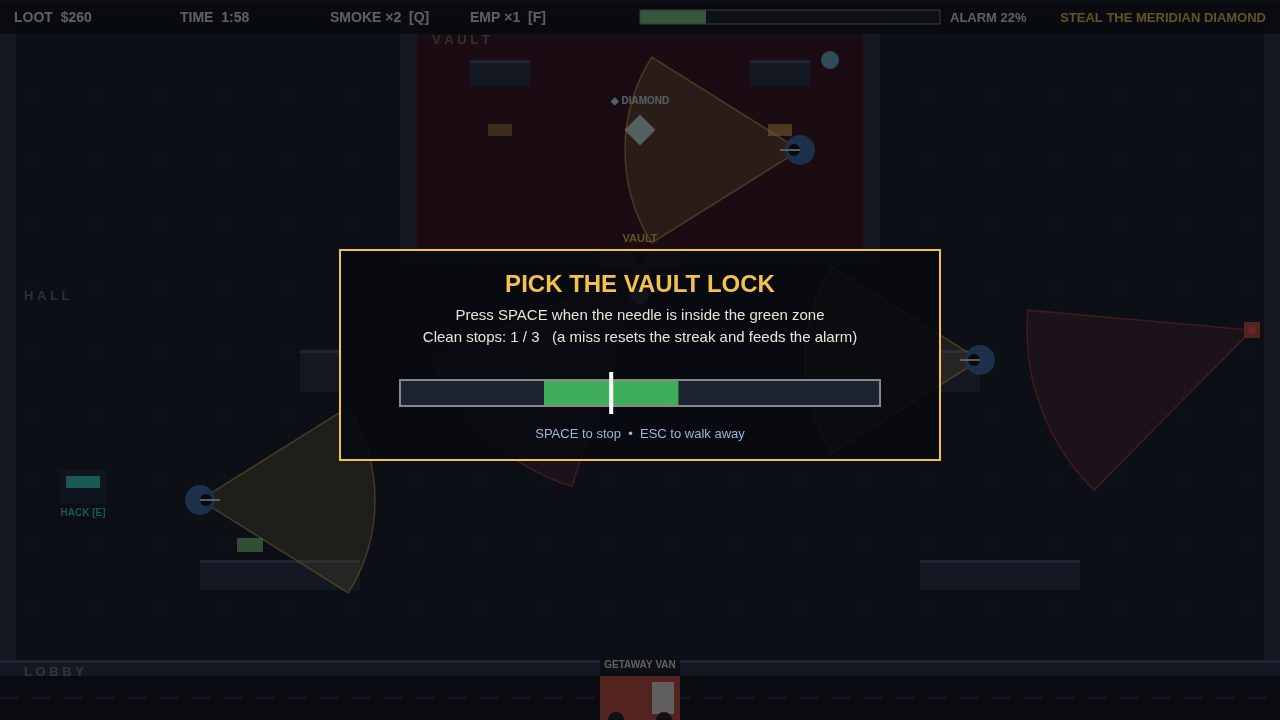 LOOT $260
TIME 1:58
SMOKE ×2 [Q]
EMP ×1 [F]
ALARM 22%
STEAL THE MERIDIAN DIAMOND
VAULT
◆ DIAMOND
VAULT
PICK THE VAULT LOCK
HALL
Press SPACE when the needle is inside the green zone
Clean stops: 1 / 3 (a miss resets the streak and feeds the alarm)
SPACE to stop • ESC to walk away
HACK [E]
GETAWAY VAN
LOBBY